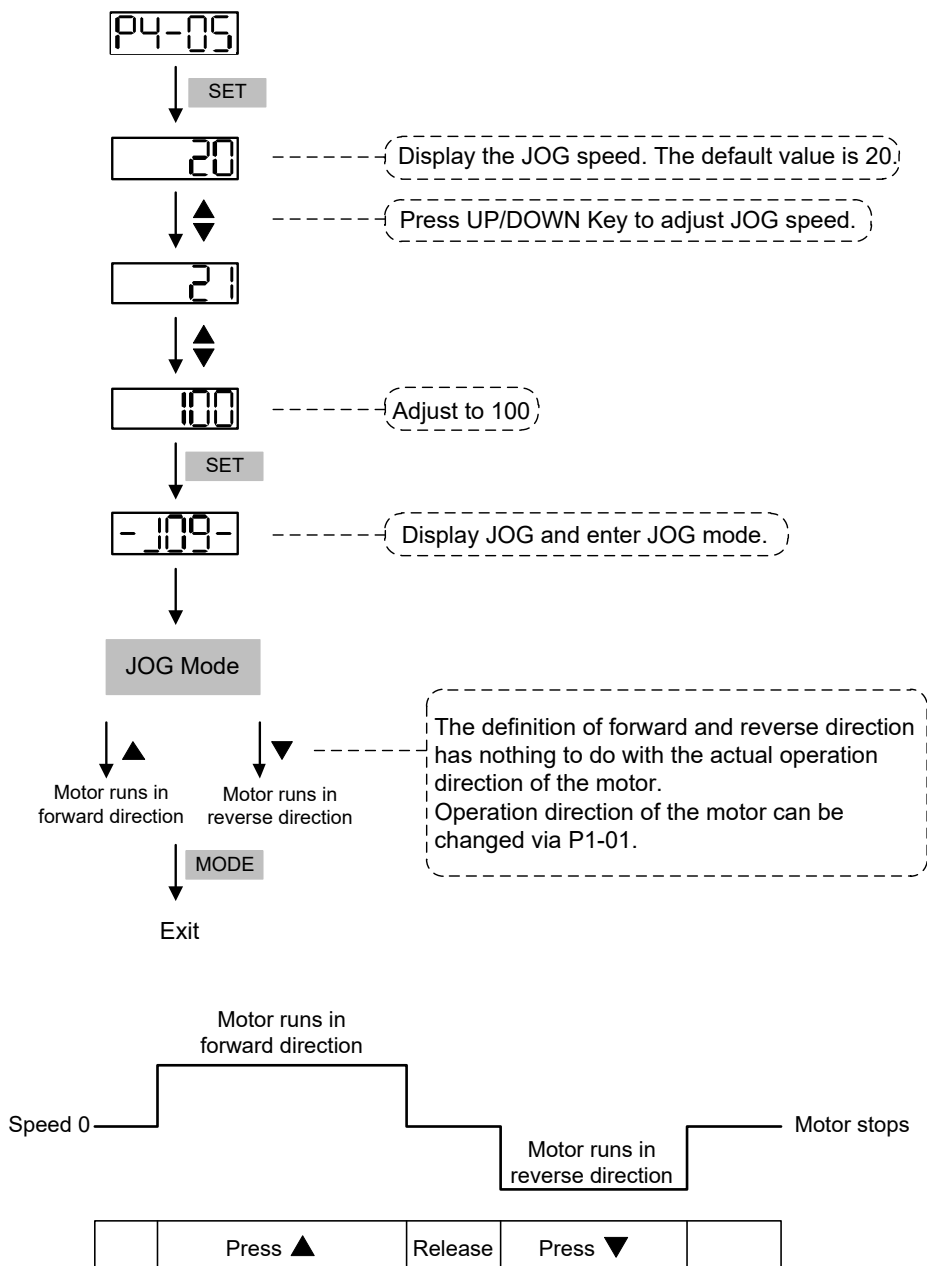 P4-05
SET
20
Display the JOG speed. The default value is 20.
Press UP/DOWN Key to adjust JOG speed.
21
100
Adjust to 100
SET
-JOG-
Display JOG and enter JOG mode.
JOG Mode
The definition of forward and reverse direction
has nothing to do with the actual operation
direction of the motor.
Operation direction of the motor can be
changed via P1-01.
Motor runs in
forward direction
Motor runs in
reverse direction
MODE
Exit
Motor runs in
forward direction
Speed 0
Motor stops
Motor runs in
reverse direction
Press ▲
Release
Press ▼